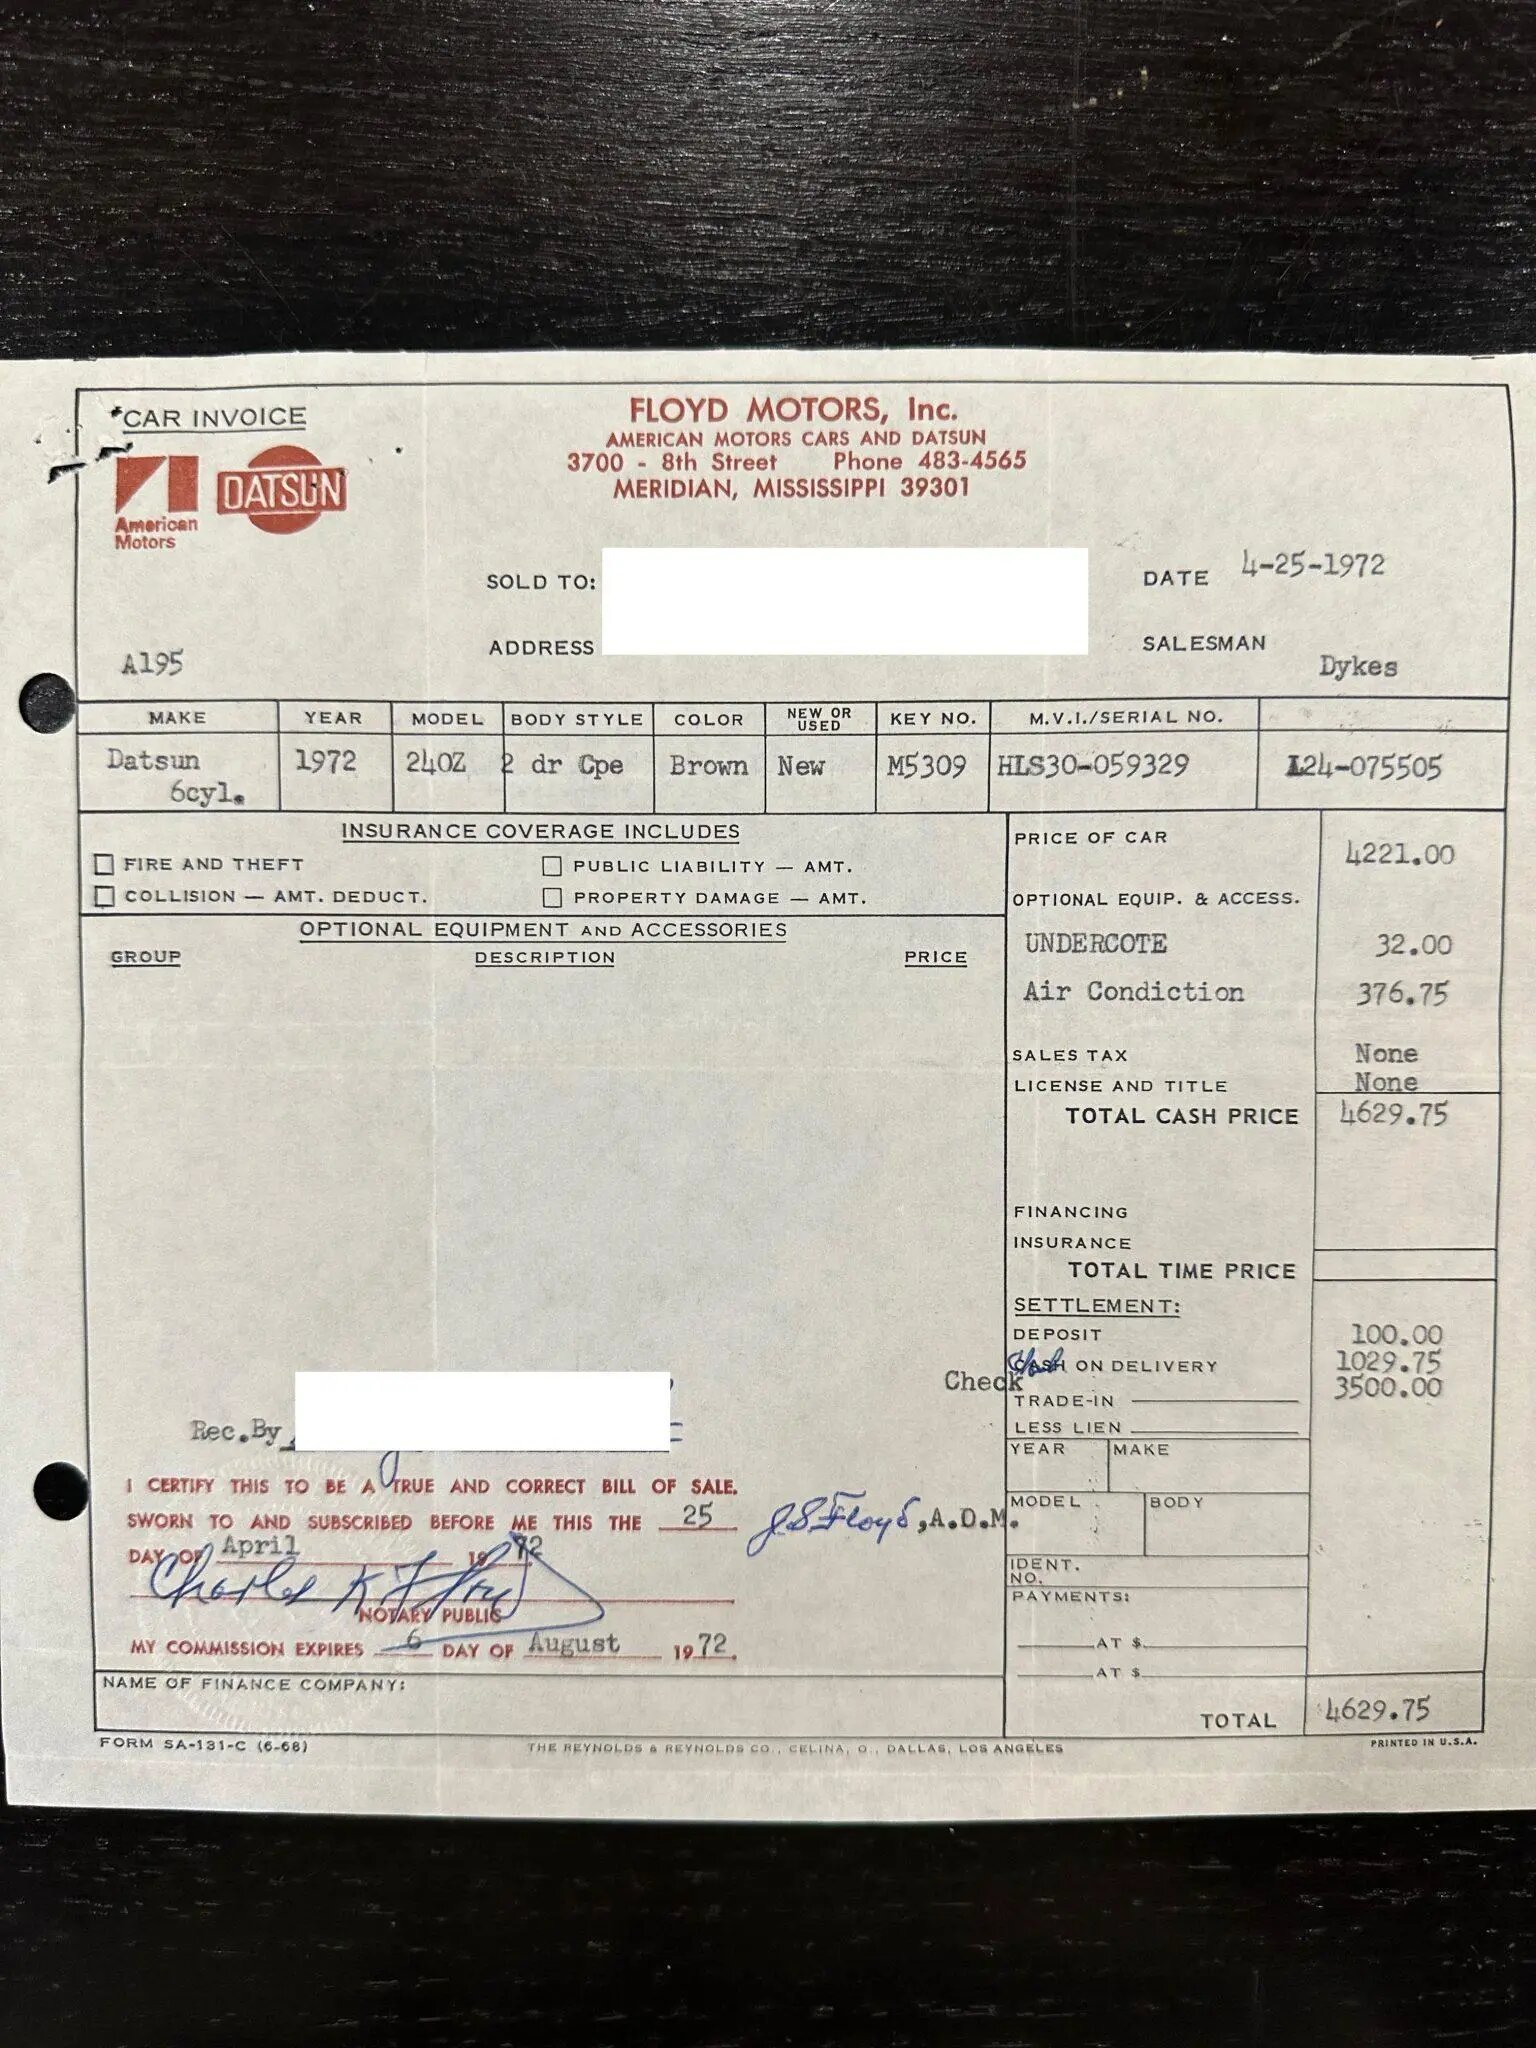 CAR INVOICE
FLOYD MOTORS, Inc.
AMERICAN MOTORS CARS AND DATSUN
3700 - 8th Street Phone 483-4565
MERIDIAN, MISSISSIPPI 39301
DATSUN
American
Motors
SOLD TO:
DATE 4-25-1972
ADDRESS
SALESMAN Dykes
A195
MAKE YEAR MODEL BODY STYLE COLOR NEW OR USED KEY NO. M.V.I./SERIAL NO.
Datsun 1972 240Z 2 dr Cpe Brown New M5309 HLS30-059329 L24-075505
6cyl.
INSURANCE COVERAGE INCLUDES
FIRE AND THEFT PUBLIC LIABILITY — AMT.
COLLISION — AMT. DEDUCT. PROPERTY DAMAGE — AMT.
OPTIONAL EQUIPMENT AND ACCESSORIES
GROUP DESCRIPTION PRICE
PRICE OF CAR 4221.00
OPTIONAL EQUIP. & ACCESS.
UNDERCOTE 32.00
Air Condiction 376.75
SALES TAX None
LICENSE AND TITLE None
TOTAL CASH PRICE 4629.75
FINANCING
INSURANCE
TOTAL TIME PRICE
SETTLEMENT:
DEPOSIT 100.00
CASH ON DELIVERY 1029.75
Check 3500.00
TRADE-IN
LESS LIEN
YEAR MAKE
MODEL BODY
IDENT.
NO.
PAYMENTS:
AT $
AT $
TOTAL 4629.75
Rec.By
I CERTIFY THIS TO BE A TRUE AND CORRECT BILL OF SALE.
SWORN TO AND SUBSCRIBED BEFORE ME THIS THE 25
J S Floyd, A.D.M.
DAY OF April 1972
Charles K Floyd
NOTARY PUBLIC
MY COMMISSION EXPIRES 6 DAY OF August 1972.
NAME OF FINANCE COMPANY:
FORM SA-131-C (6-68)
THE REYNOLDS & REYNOLDS CO., CELINA, O., DALLAS, LOS ANGELES
PRINTED IN U.S.A.